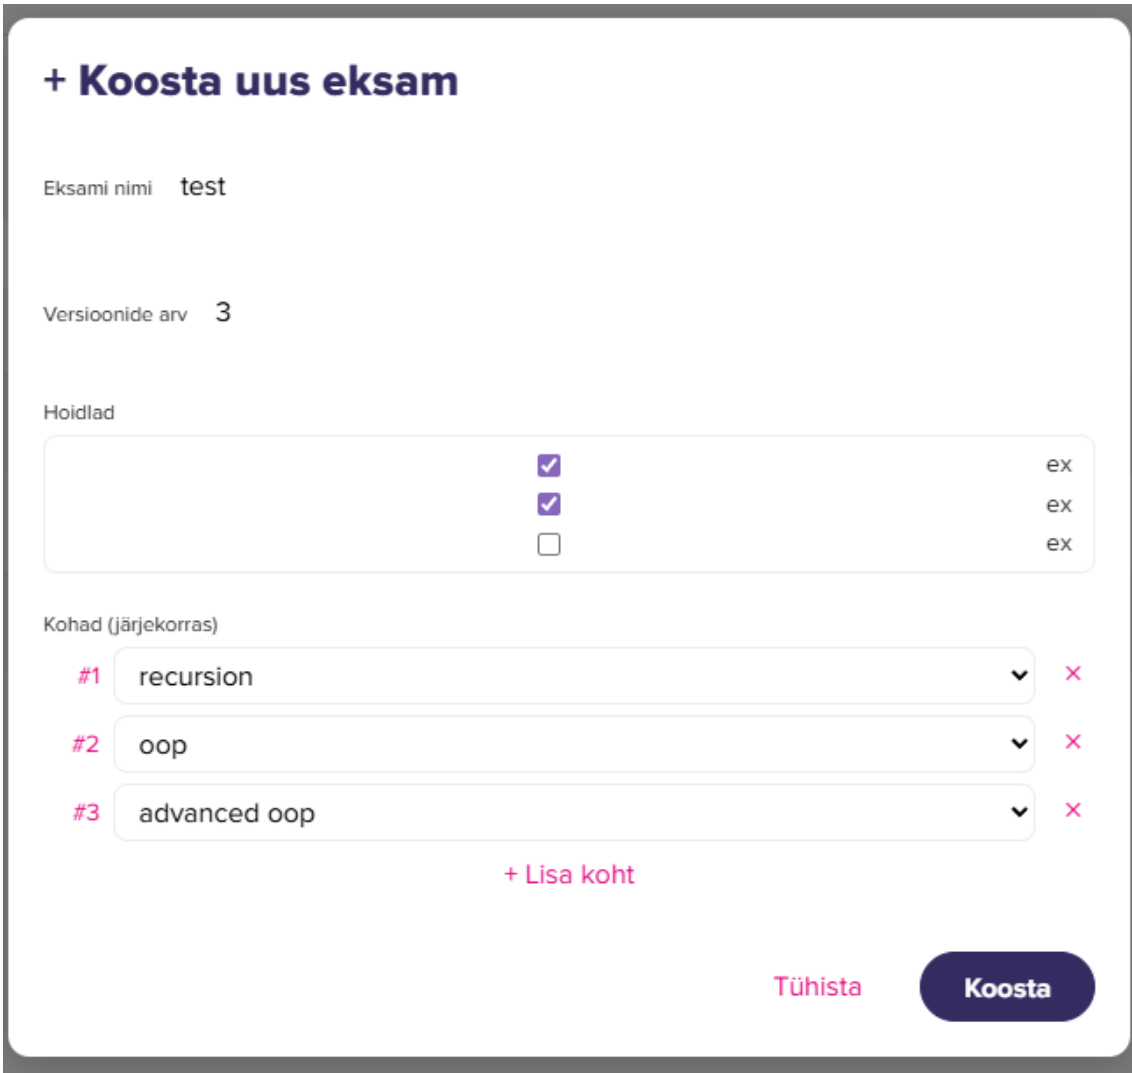 + Koosta uus eksam
Eksami nimi test
Versioonide arv 3
Hoidlad
ex
ex
ex
Kohad (järjekorras)
#1 recursion ×
#2 oop ×
#3 advanced oop ×
+ Lisa koht
Tühista Koosta